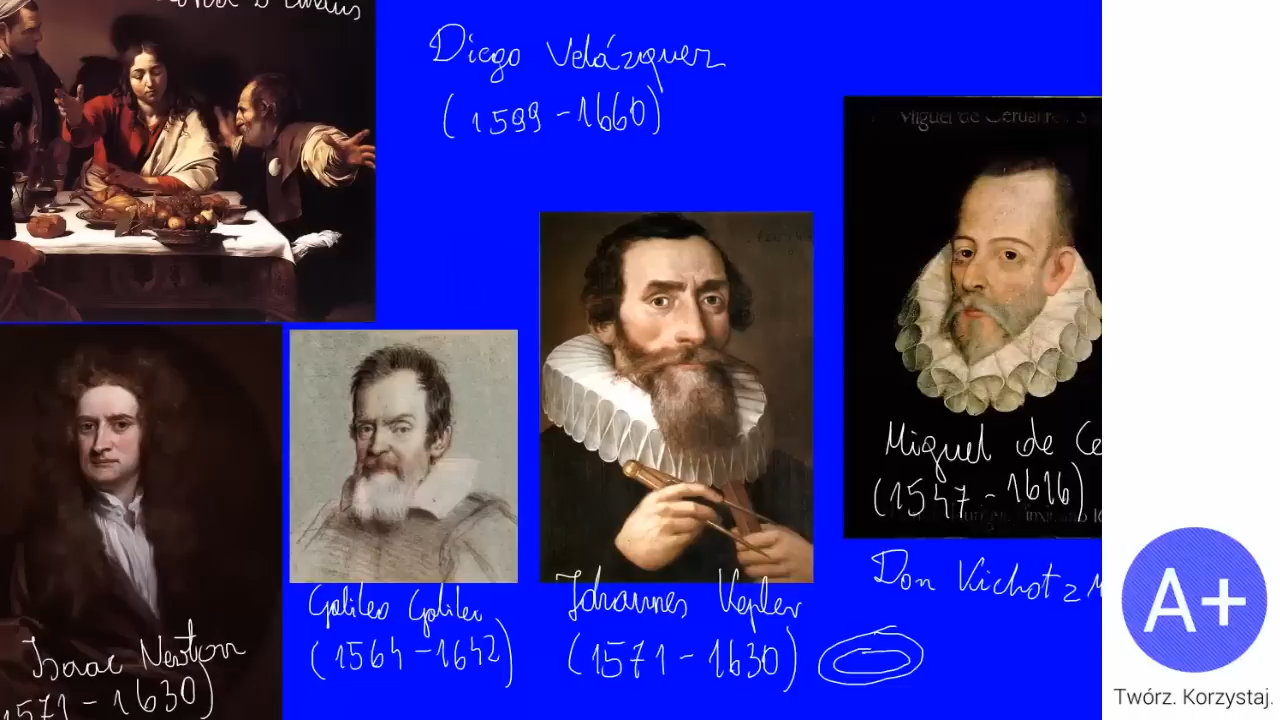 Diego Velázquez
(1599-1660)
Miguel de Ce
(1547-1616)
Don Kichot z M
Galileo Galileo
(1564-1642)
Johannes Kepler
(1571-1630)
Isaac Newton
1571-1630)
A+
Twórz. Korzystaj.